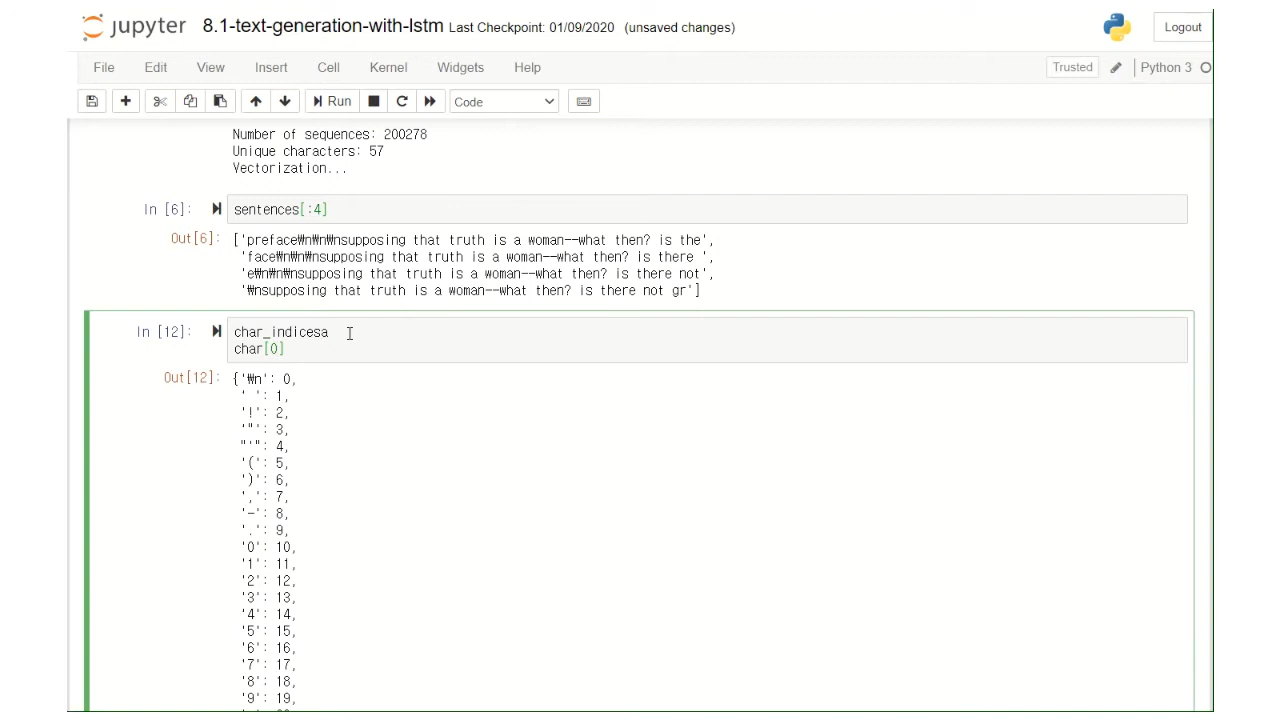 jupyter 8.1-text-generation-with-lstm Last Checkpoint: 01/09/2020 (unsaved changes) Logout
File Edit View Insert Cell Kernel Widgets Help Trusted Python 3
Run Code
Number of sequences: 200278
Unique characters: 57
Vectorization...
In [6]: sentences[:4]
Out[6]: ['preface₩n₩n₩nsupposing that truth is a woman--what then? is the',
'face₩n₩n₩nsupposing that truth is a woman--what then? is there ',
'e₩n₩n₩nsupposing that truth is a woman--what then? is there not',
'₩nsupposing that truth is a woman--what then? is there not gr']
In [12]: char_indicesa
char[0]
Out[12]: {'₩n': 0,
' ': 1,
'!': 2,
'"': 3,
"'": 4,
'(': 5,
')': 6,
',': 7,
'-': 8,
'.': 9,
'0': 10,
'1': 11,
'2': 12,
'3': 13,
'4': 14,
'5': 15,
'6': 16,
'7': 17,
'8': 18,
'9': 19,